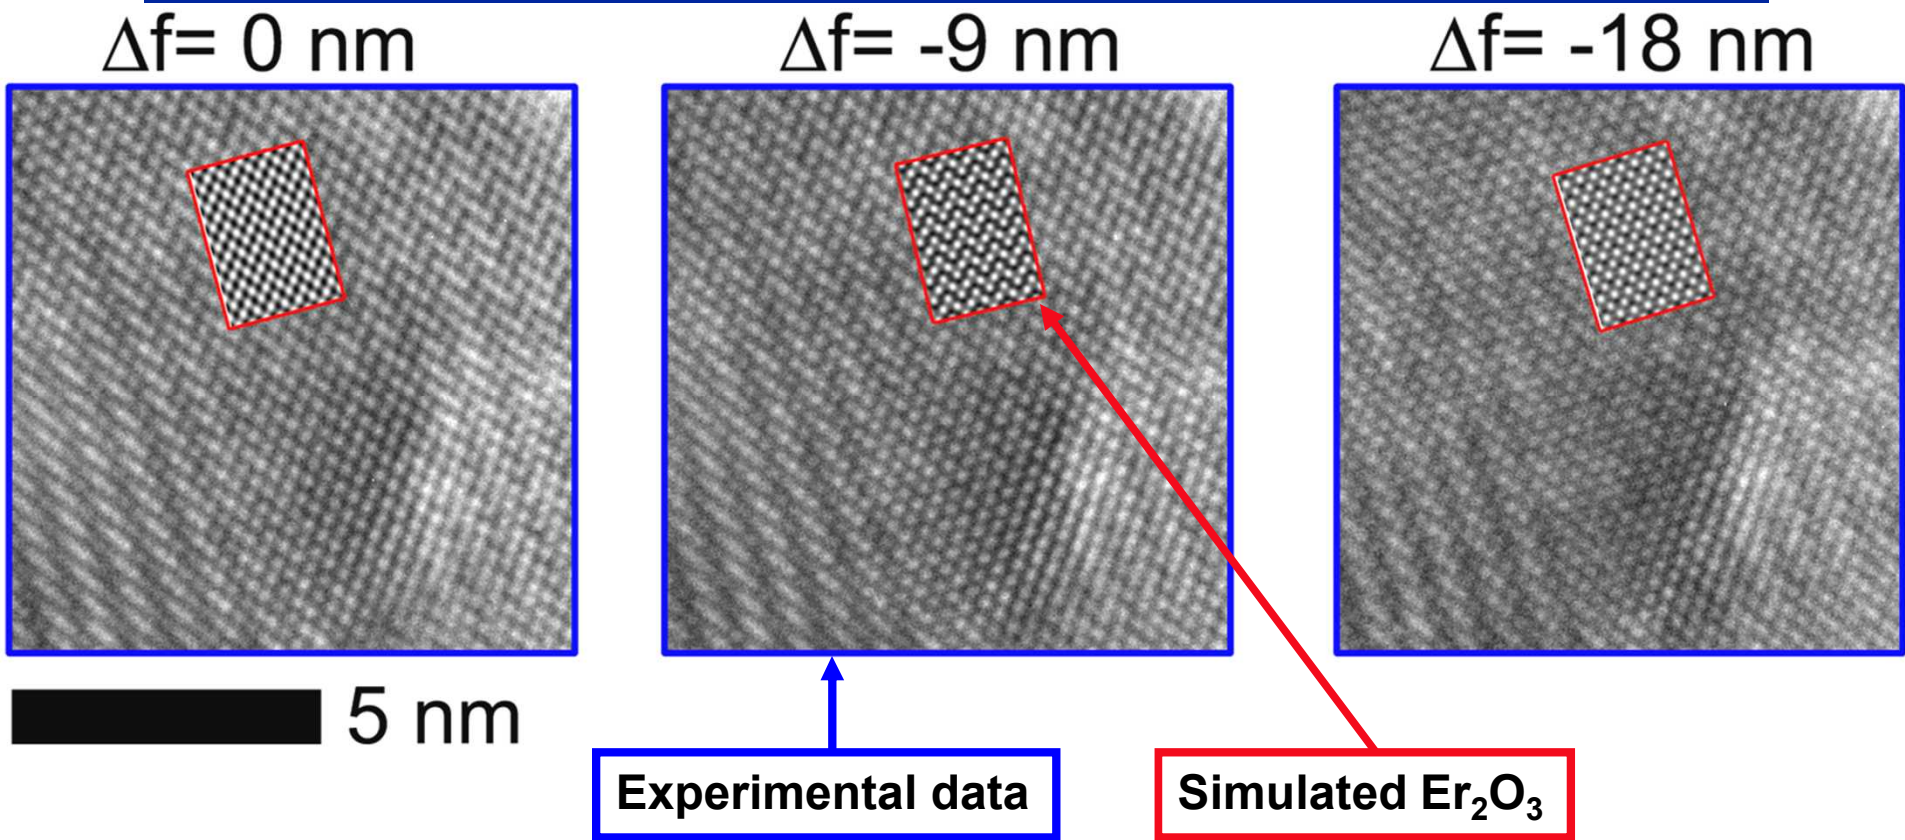 Δf= 0 nm
Δf= -9 nm
Δf= -18 nm
5 nm
Experimental data
Simulated Er₂O₃